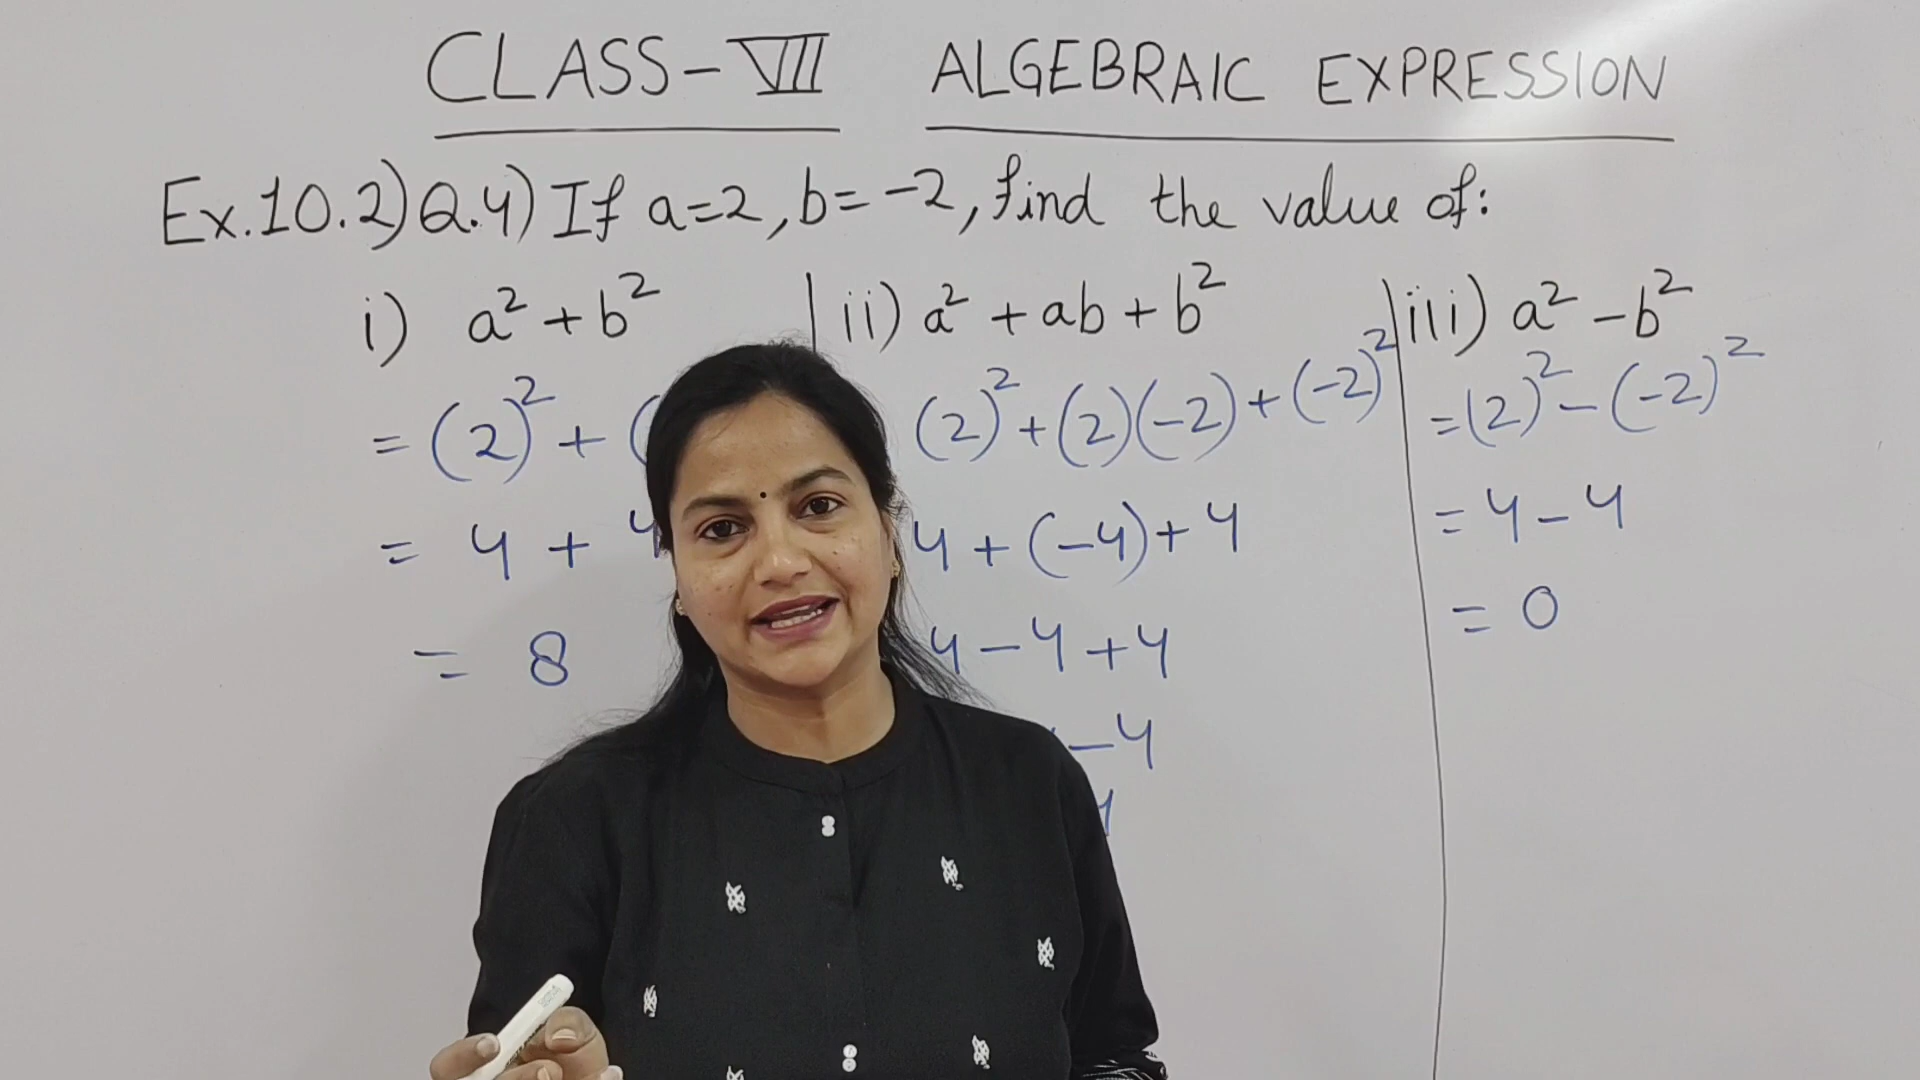 CLASS-VII ALGEBRAIC EXPRESSION
Ex.10.2) Q.4) If a=2, b=-2, find the value of:
i) a² + b²
= (2)² + (
= 4 + 4
= 8
ii) a² + ab + b²
(2)² + (2)(-2) + (-2)²
4 + (-4) + 4
4 - 4 + 4
- 4
iii) a² - b²
= (2)² - (-2)²
= 4 - 4
= 0